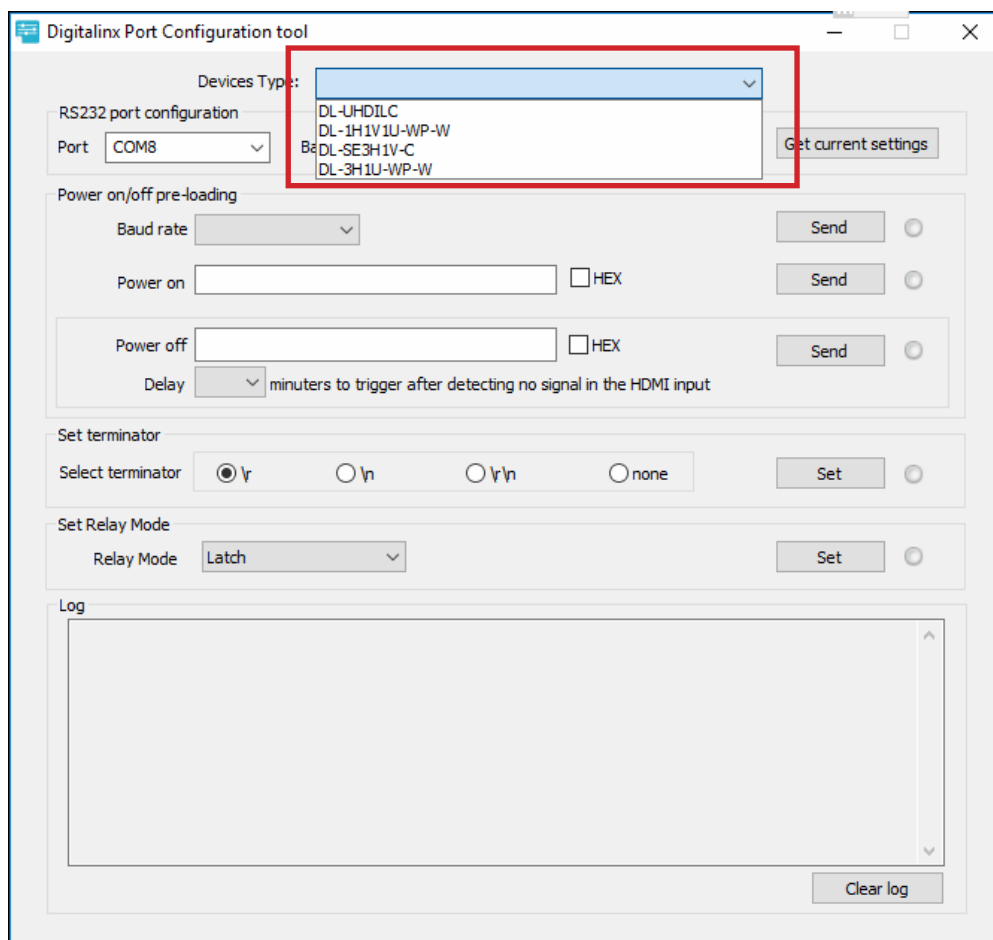 Digitalinx Port Configuration tool
Devices Type:
DL-UHDILC
DL-1H1V1U-WP-W
DL-SE3H1V-C
DL-3H1U-WP-W
RS232 port configuration
Port COM8 Ba Get current settings
Power on/off pre-loading
Baud rate Send
Power on HEX Send
Power off HEX Send
Delay minuters to trigger after detecting no signal in the HDMI input
Set terminator
Select terminator \r \n \r\n none Set
Set Relay Mode
Relay Mode Latch Set
Log
Clear log